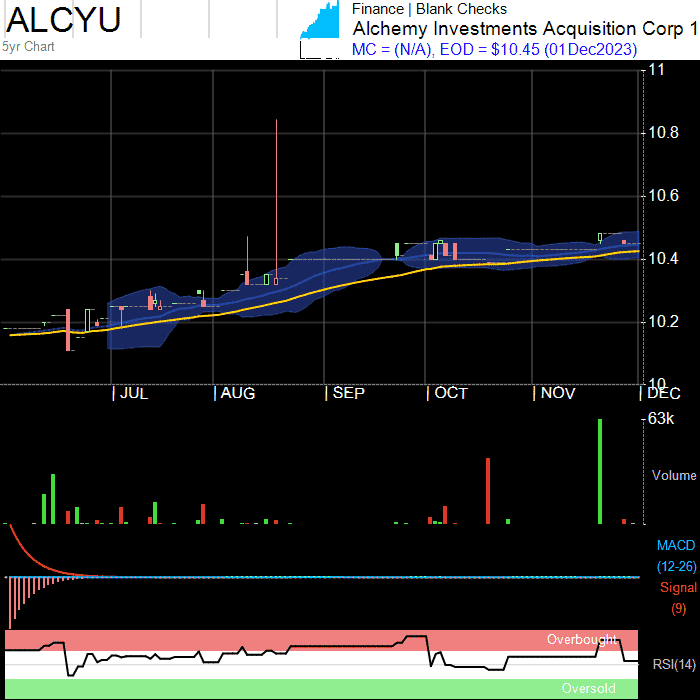 ALCYU
5yr Chart
Finance | Blank Checks
Alchemy Investments Acquisition Corp 1
MC = (N/A), EOD = $10.45 (01Dec2023)
11
10.8
10.6
10.4
10.2
10
JUL AUG SEP OCT NOV DEC
63k
Volume
MACD
(12-26)
Signal
(9)
Overbought
RSI(14)
Oversold